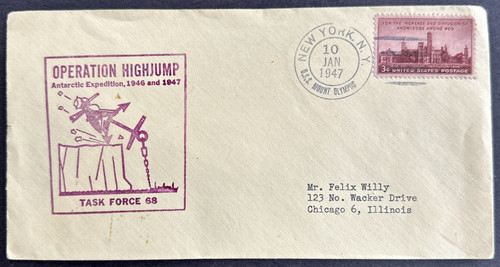 OPERATION HIGHJUMP
Antarctic Expedition, 1946 and 1947
TASK FORCE 68
NEW YORK, N.Y.
10
JAN
1947
U.S.S. MOUNT OLYMPUS
FOR THE INCREASE AND DIFFUSION OF
KNOWLEDGE AMONG MEN
3¢ UNITED STATES POSTAGE
Mr. Felix Willy
123 No. Wacker Drive
Chicago 6, Illinois